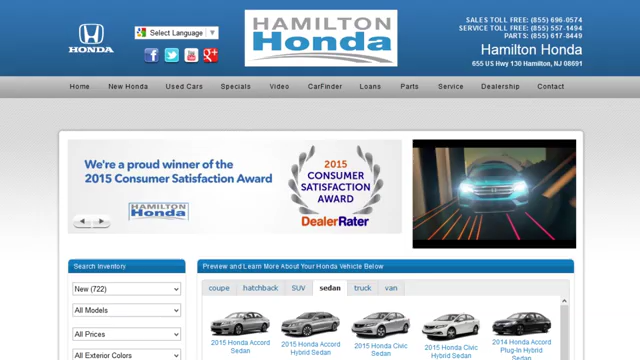 HONDA
Select Language
HAMILTON
Honda
SALES TOLL FREE: (855) 696-0574
SERVICE TOLL FREE: (855) 557-1494
PARTS: (855) 617-8449
Hamilton Honda
655 US Hwy 130 Hamilton, NJ 08691
Home New Honda Used Cars Specials Video CarFinder Loans Parts Service Dealership Contact
We're a proud winner of the
2015 Consumer Satisfaction Award
HAMILTON
Honda
2015
CONSUMER
SATISFACTION
AWARD
DealerRater
Search Inventory
New (722)
All Models
All Prices
All Exterior Colors
Preview and Learn More About Your Honda Vehicle Below
coupe hatchback SUV sedan truck van
2015 Honda Accord
Sedan
2015 Honda Accord
Hybrid Sedan
2015 Honda Civic
Sedan
2015 Honda Civic
Hybrid Sedan
2014 Honda Accord
Plug-In Hybrid
Sedan